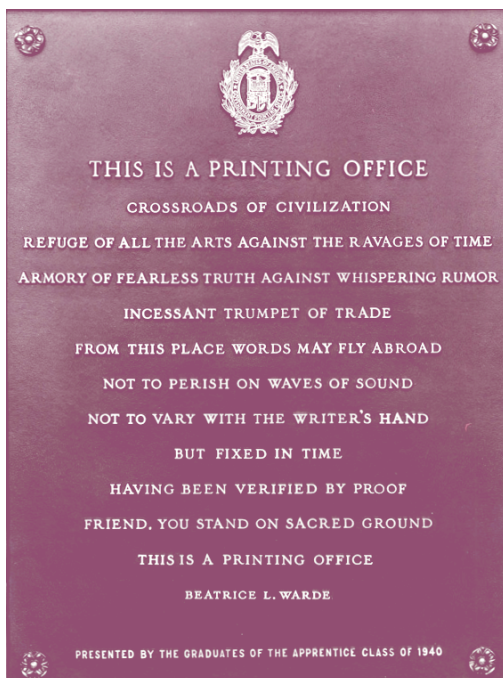 THIS IS A PRINTING OFFICE
CROSSROADS OF CIVILIZATION
REFUGE OF ALL THE ARTS AGAINST THE RAVAGES OF TIME
ARMORY OF FEARLESS TRUTH AGAINST WHISPERING RUMOR
INCESSANT TRUMPET OF TRADE
FROM THIS PLACE WORDS MAY FLY ABROAD
NOT TO PERISH ON WAVES OF SOUND
NOT TO VARY WITH THE WRITER'S HAND
BUT FIXED IN TIME
HAVING BEEN VERIFIED BY PROOF
FRIEND, YOU STAND ON SACRED GROUND
THIS IS A PRINTING OFFICE
BEATRICE L. WARDE
PRESENTED BY THE GRADUATES OF THE APPRENTICE CLASS OF 1940